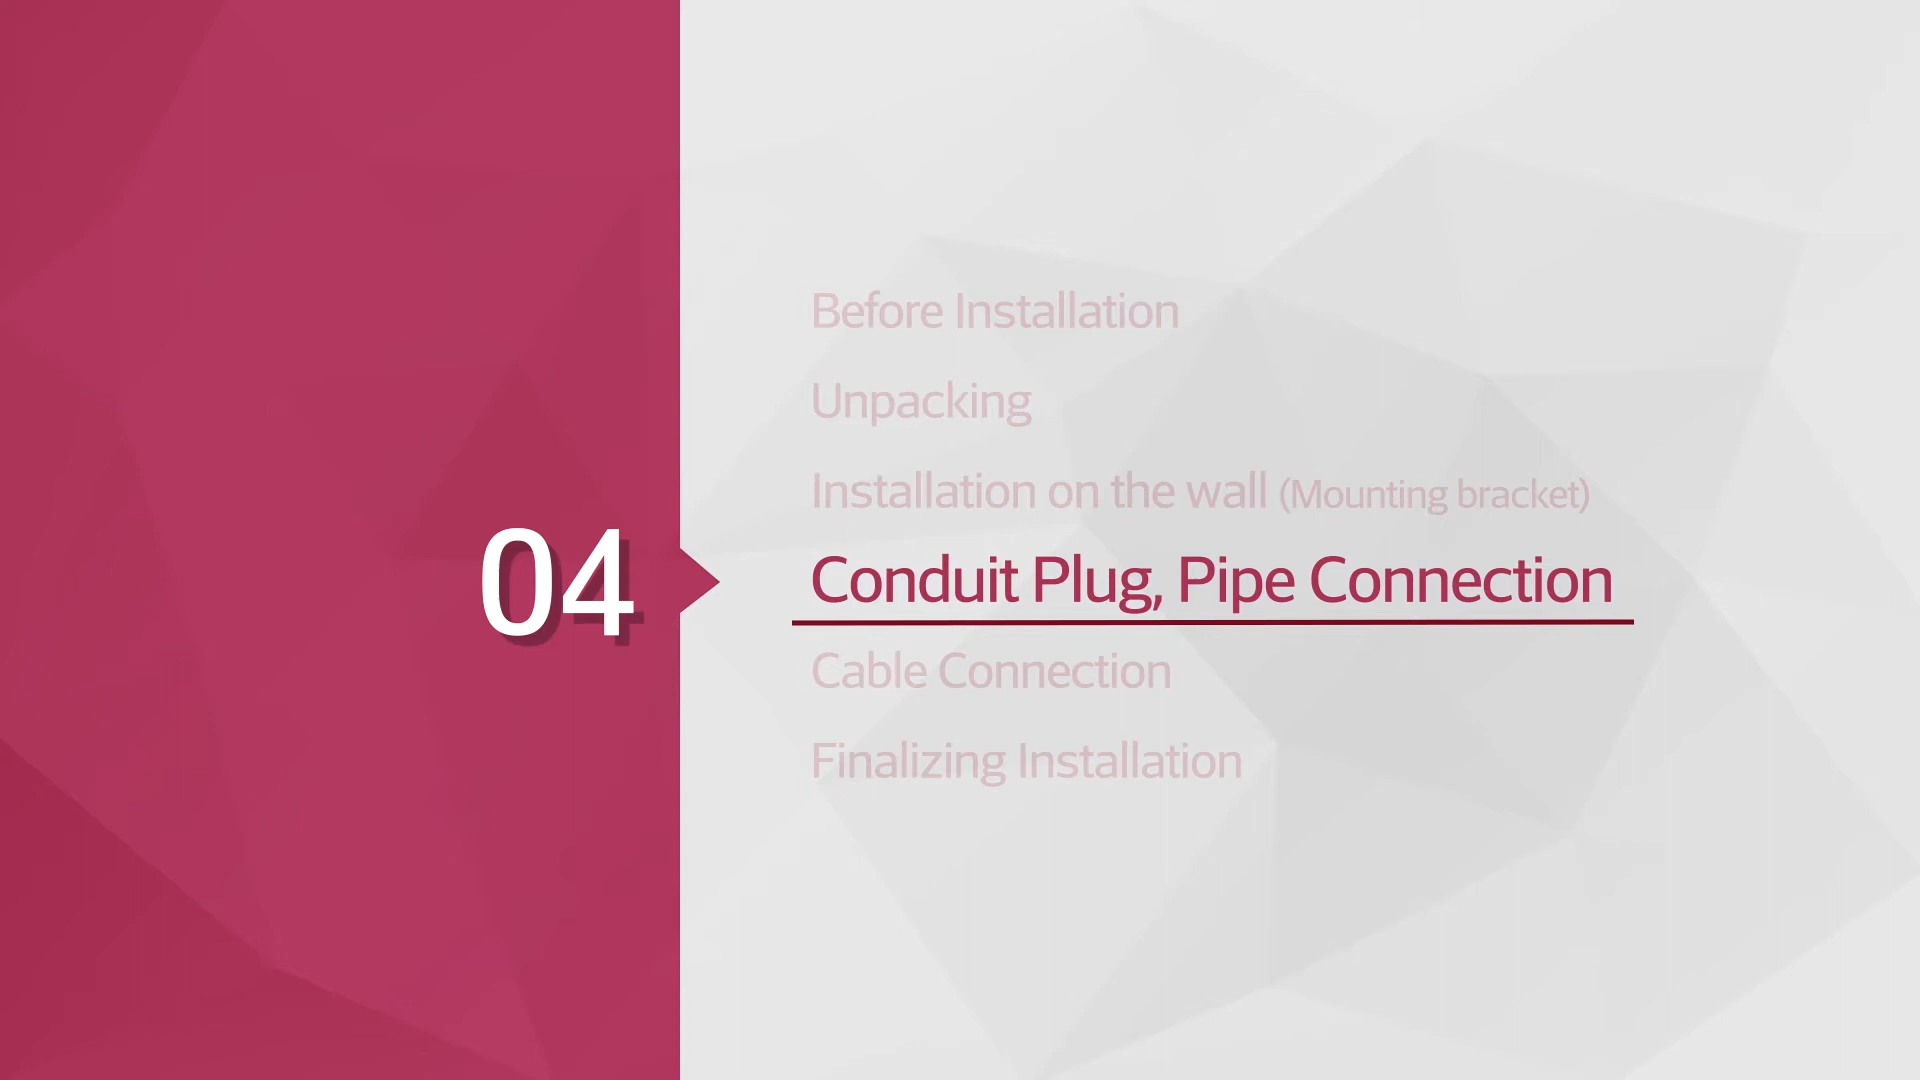 Before Installation
Unpacking
Installation on the wall (Mounting bracket)
04
Conduit Plug, Pipe Connection
Cable Connection
Finalizing Installation